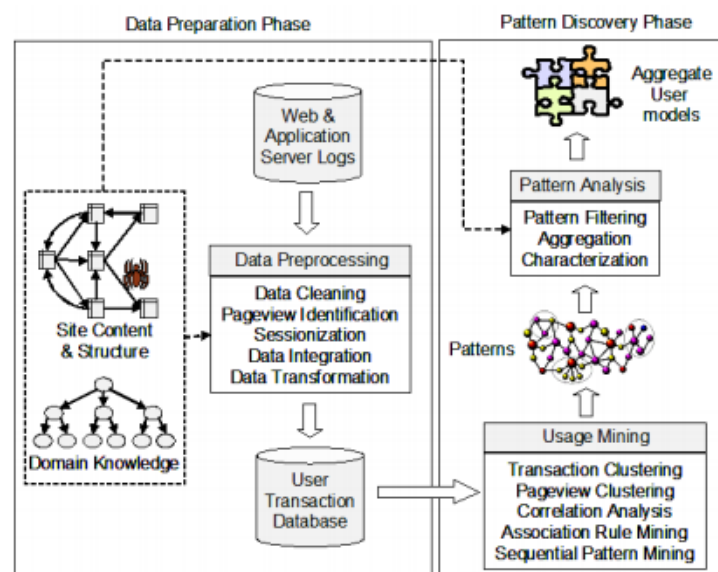 Data Preparation Phase
Web &
Application
Server Logs
Site Content
& Structure
Domain Knowledge
Data Preprocessing
Data Cleaning
Pageview Identification
Sessionization
Data Integration
Data Transformation
User
Transaction
Database
Pattern Discovery Phase
Aggregate
User
models
Pattern Analysis
Pattern Filtering
Aggregation
Characterization
Patterns
Usage Mining
Transaction Clustering
Pageview Clustering
Correlation Analysis
Association Rule Mining
Sequential Pattern Mining